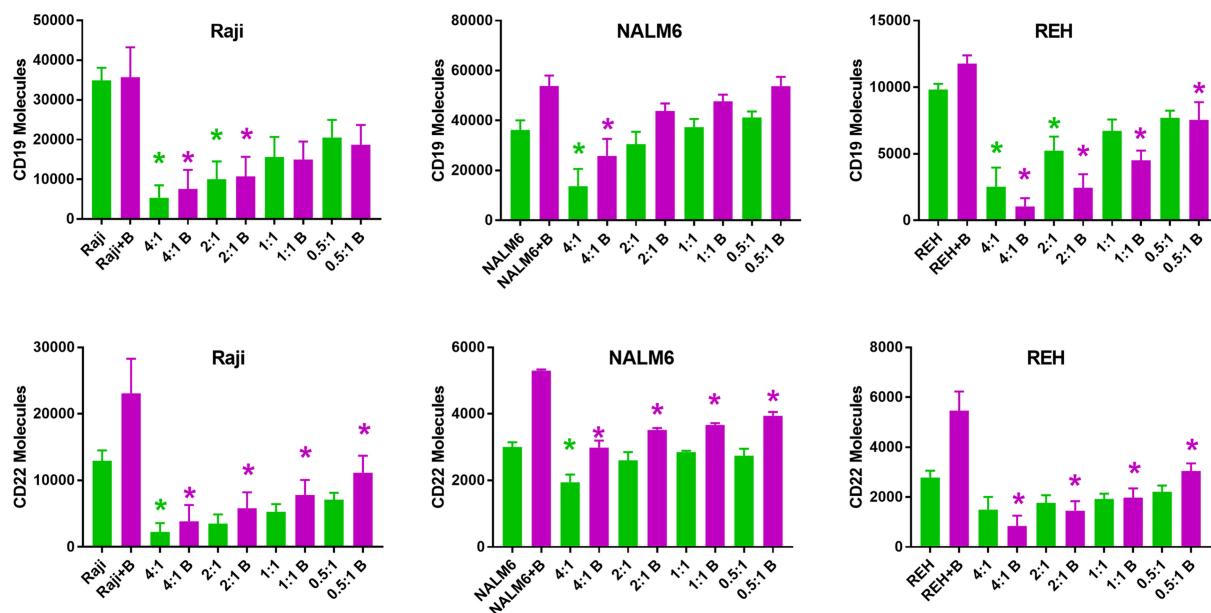 Raji
CD19 Molecules
50000
40000
30000
20000
10000
0
* * * *
Raji Raji+B 4:1 4:1 B 2:1 2:1 B 1:1 1:1 B 0.5:1 0.5:1 B
NALM6
CD19 Molecules
80000
60000
40000
20000
0
* *
NALM6 NALM6+B 4:1 4:1 B 2:1 2:1 B 1:1 1:1 B 0.5:1 0.5:1 B
REH
CD19 Molecules
15000
10000
5000
0
* * * * * *
REH REH+B 4:1 4:1 B 2:1 2:1 B 1:1 1:1 B 0.5:1 0.5:1 B
Raji
CD22 Molecules
30000
20000
10000
0
* * * * *
Raji Raji+B 4:1 4:1 B 2:1 2:1 B 1:1 1:1 B 0.5:1 0.5:1 B
NALM6
CD22 Molecules
6000
4000
2000
0
* * * * *
NALM6 NALM6+B 4:1 4:1 B 2:1 2:1 B 1:1 1:1 B 0.5:1 0.5:1 B
REH
CD22 Molecules
8000
6000
4000
2000
0
* * * *
REH REH+B 4:1 4:1 B 2:1 2:1 B 1:1 1:1 B 0.5:1 0.5:1 B